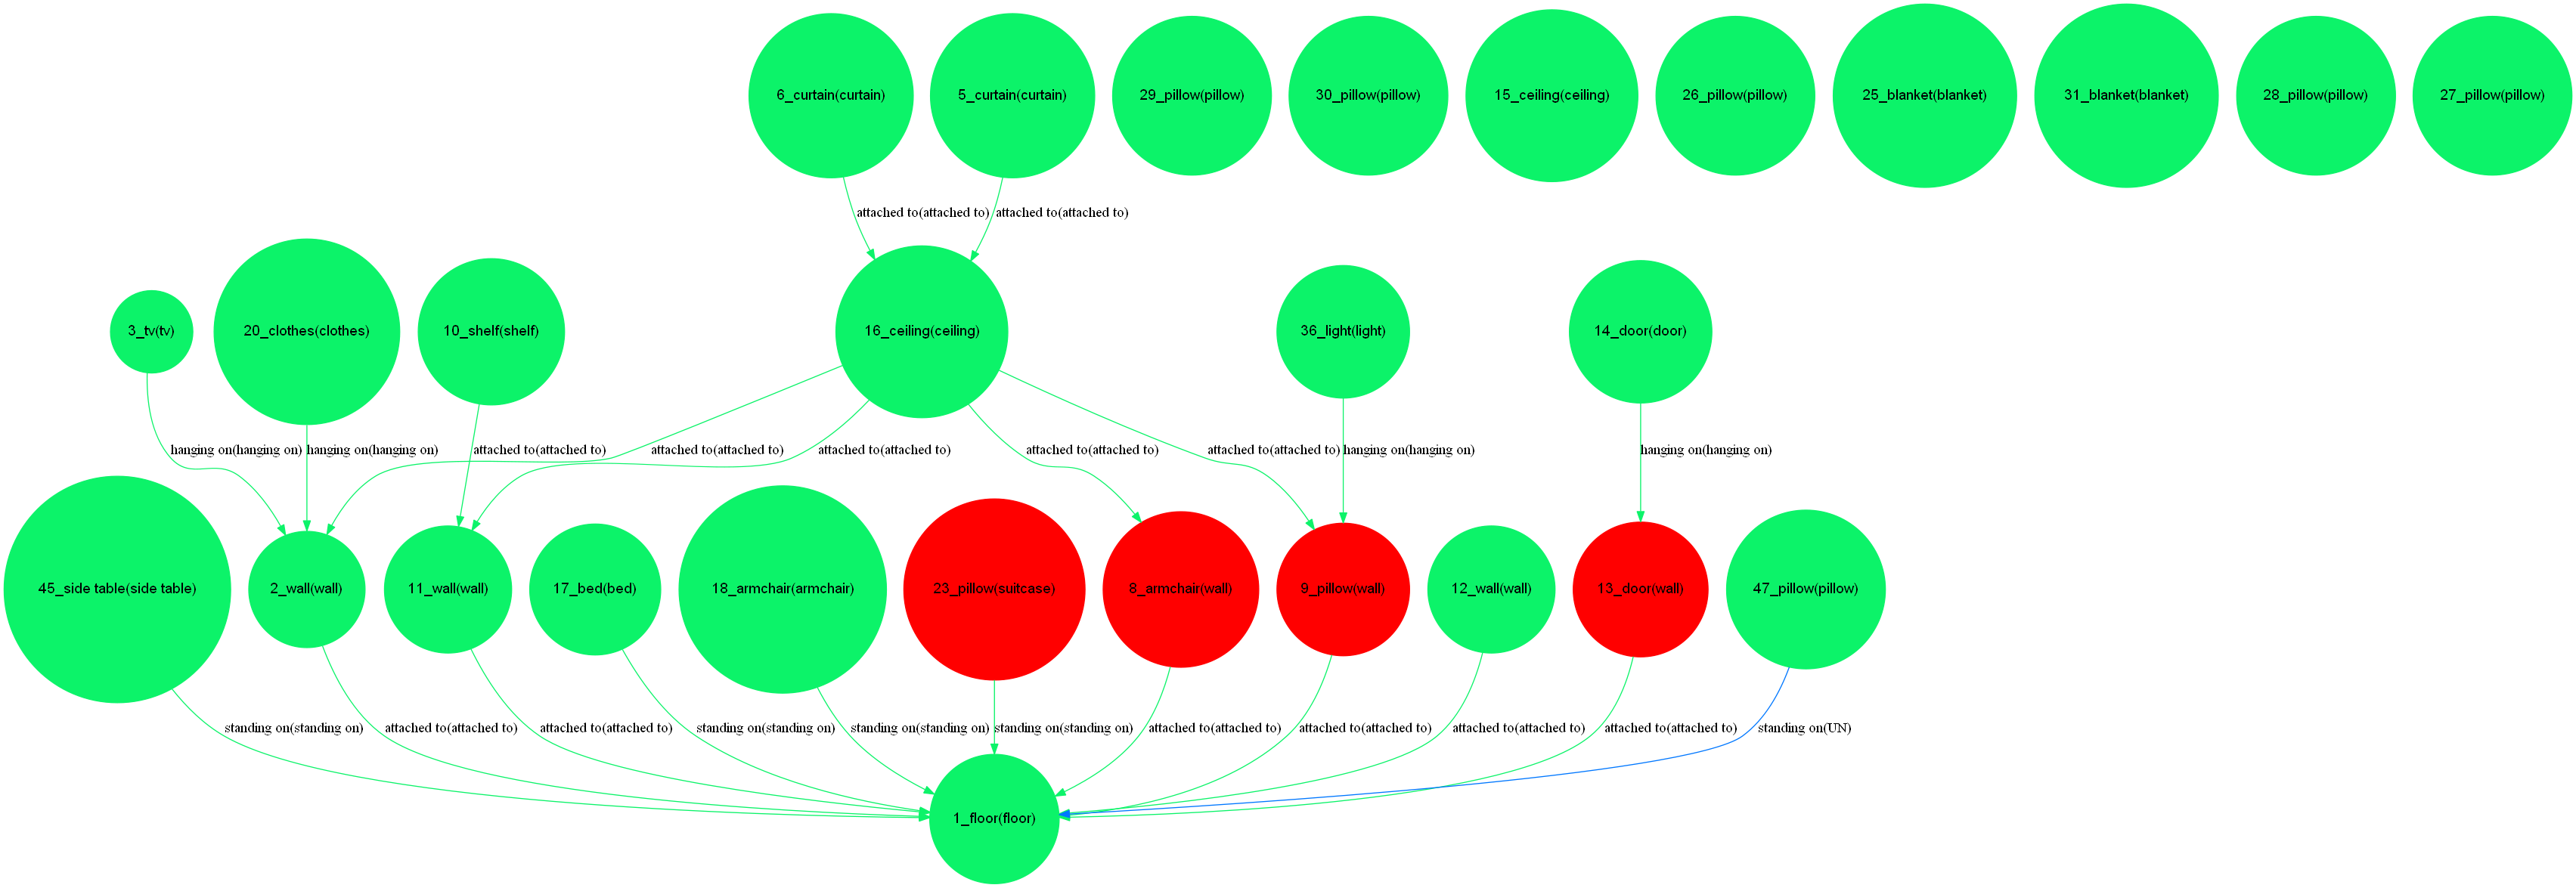 6_curtain(curtain)
5_curtain(curtain)
29_pillow(pillow)
30_pillow(pillow)
15_ceiling(ceiling)
26_pillow(pillow)
25_blanket(blanket)
31_blanket(blanket)
28_pillow(pillow)
27_pillow(pillow)
attached to(attached to)
attached to(attached to)
3_tv(tv)
20_clothes(clothes)
10_shelf(shelf)
16_ceiling(ceiling)
36_light(light)
14_door(door)
hanging on(hanging on)
hanging on(hanging on)
attached to(attached to)
attached to(attached to)
attached to(attached to)
attached to(attached to)
attached to(attached to)
hanging on(hanging on)
hanging on(hanging on)
45_side table(side table)
2_wall(wall)
11_wall(wall)
17_bed(bed)
18_armchair(armchair)
23_pillow(suitcase)
8_armchair(wall)
9_pillow(wall)
12_wall(wall)
13_door(wall)
47_pillow(pillow)
standing on(standing on)
attached to(attached to)
attached to(attached to)
standing on(standing on)
standing on(standing on)
standing on(standing on)
attached to(attached to)
attached to(attached to)
attached to(attached to)
attached to(attached to)
standing on(UN)
1_floor(floor)